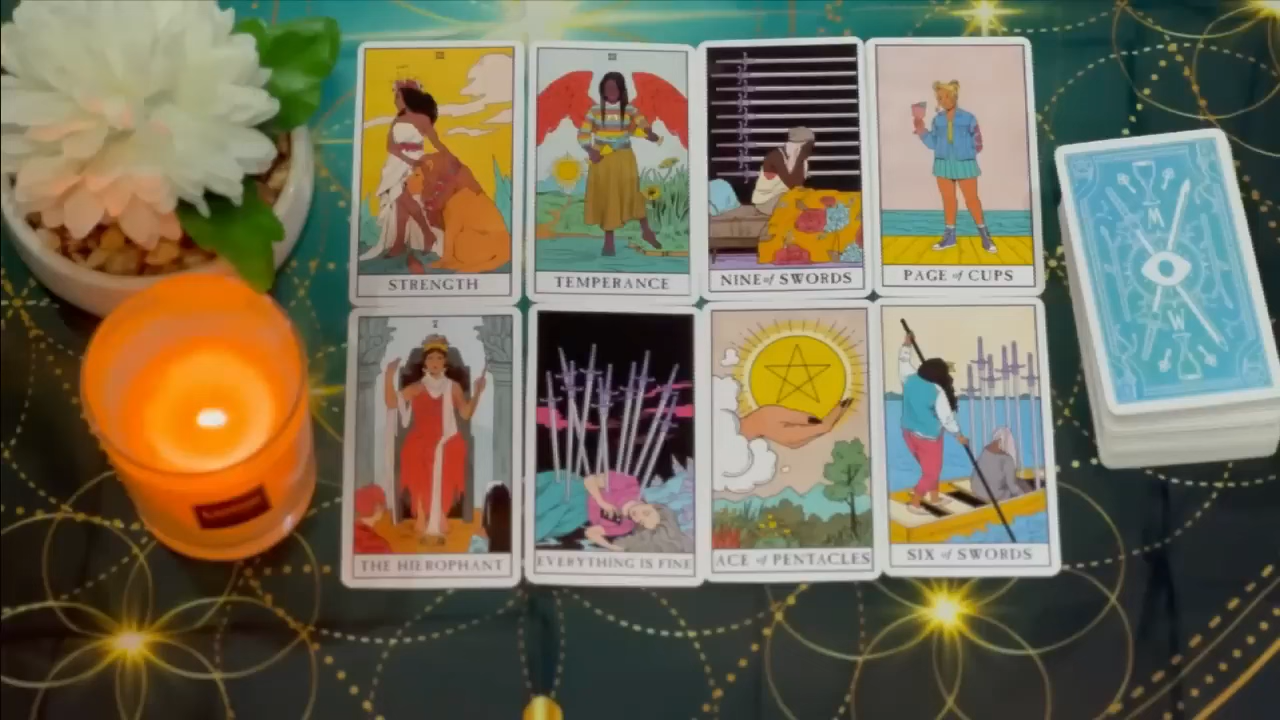 STRENGTH
TEMPERANCE
NINE of SWORDS
PAGE of CUPS
M
W
V
THE HIEROPHANT
EVERYTHING IS FINE
ACE of PENTACLES
SIX of SWORDS